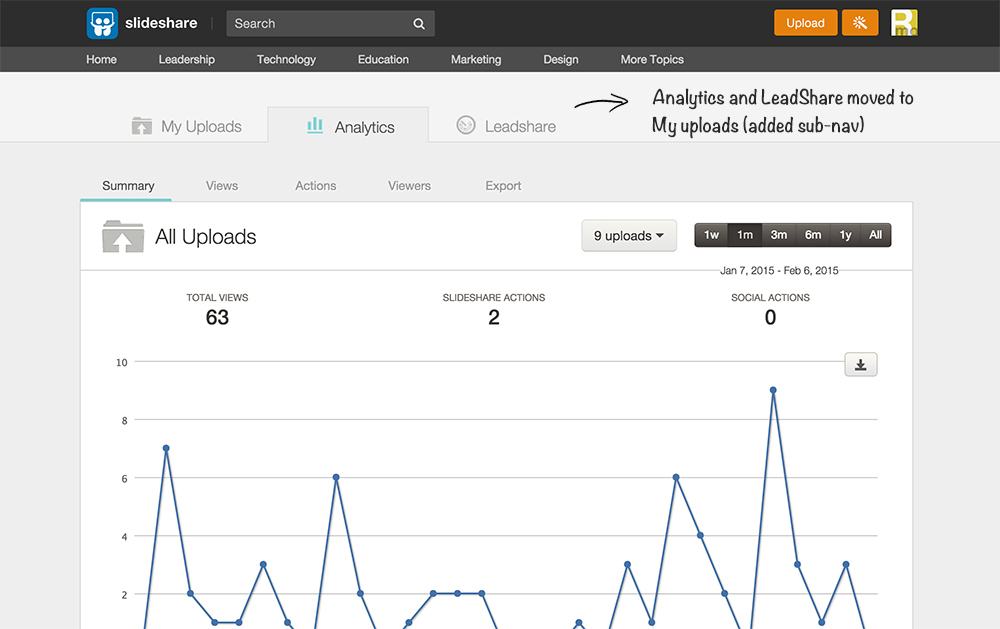 slideshare
Search
Upload
Home Leadership Technology Education Marketing Design More Topics
Analytics and LeadShare moved to
My uploads (added sub-nav)
My Uploads Analytics Leadshare
Summary Views Actions Viewers Export
All Uploads
9 uploads
1w 1m 3m 6m 1y All
Jan 7, 2015 - Feb 6, 2015
TOTAL VIEWS SLIDESHARE ACTIONS SOCIAL ACTIONS
63 2 0
10
8
6
4
2